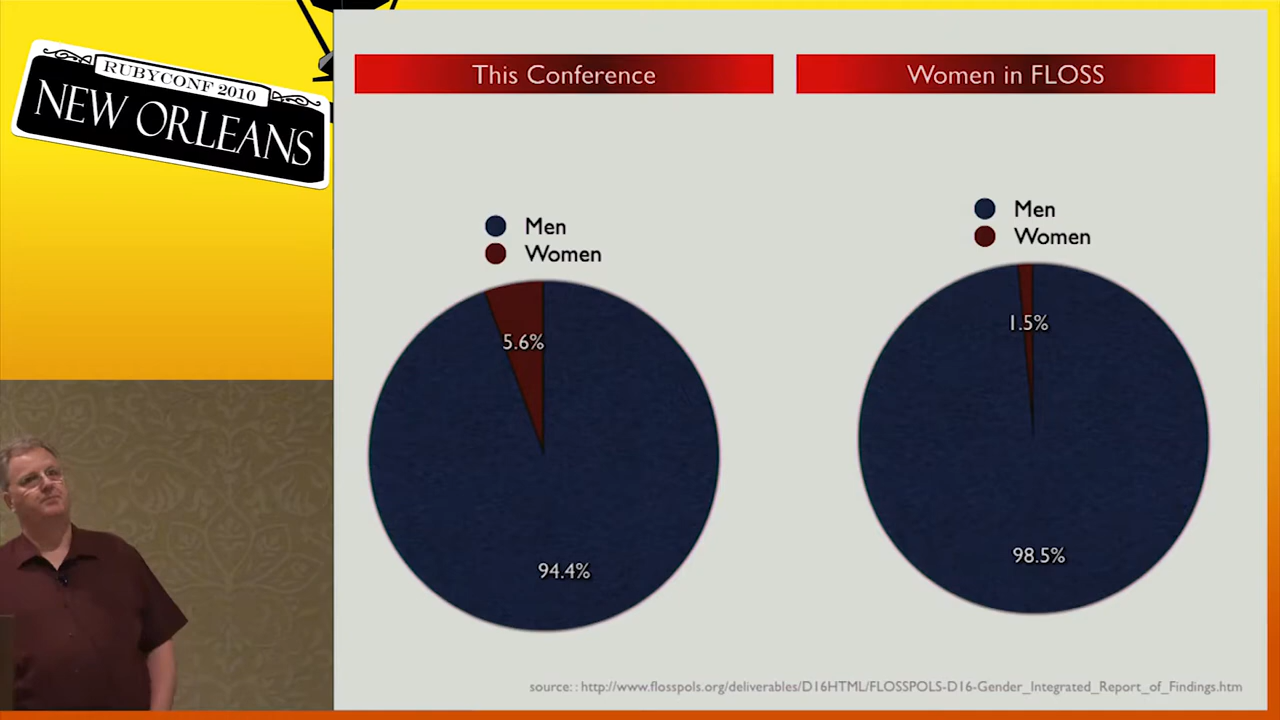 RUBYCONF 2010
NEW ORLEANS
This Conference
Women in FLOSS
Men
Women
5.6%
94.4%
Men
Women
1.5%
98.5%
source: : http://www.flosspols.org/deliverables/D16HTML/FLOSSPOLS-D16-Gender_Integrated_Report_of_Findings.htm